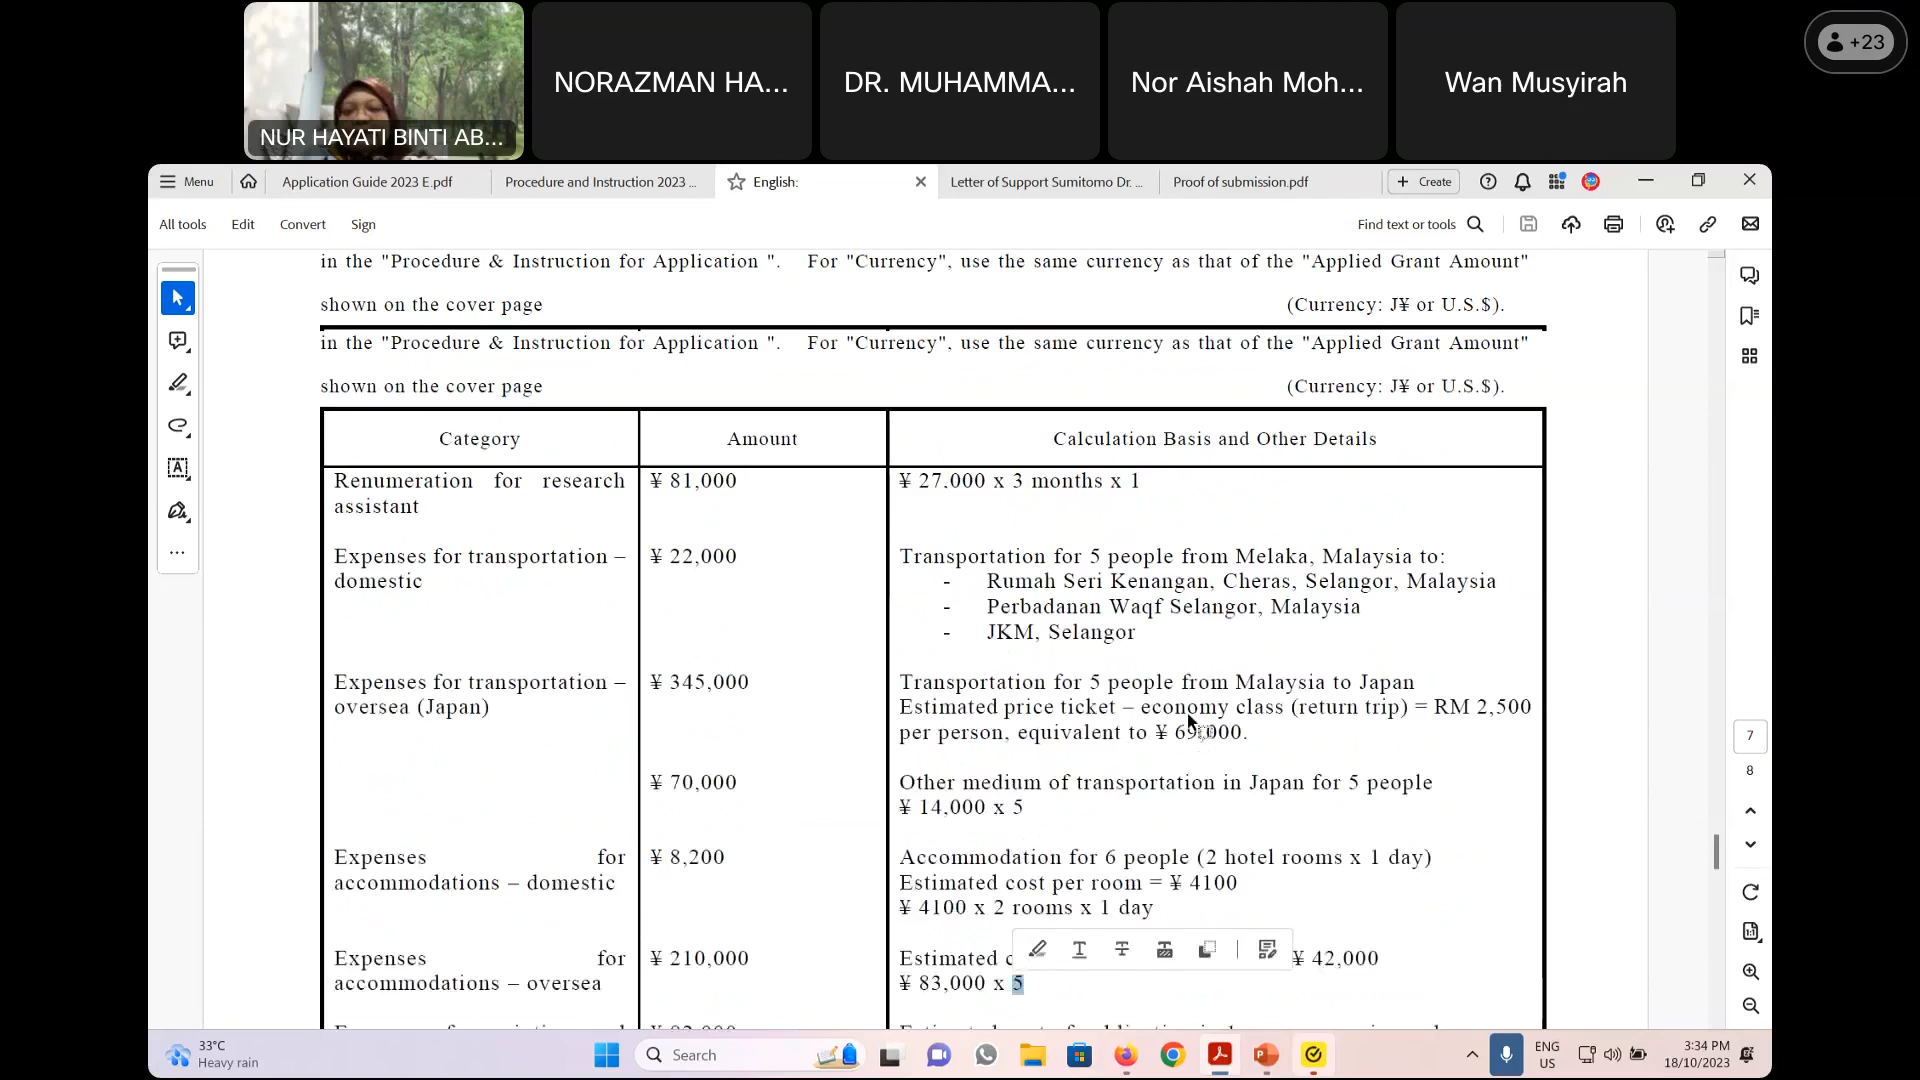 NUR HAYATI BINTI AB...
NORAZMAN HA...
DR. MUHAMMA...
Nor Aishah Moh...
Wan Musyirah
+23
Menu
Application Guide 2023 E.pdf
Procedure and Instruction 2023 ...
English:
Letter of Support Sumitomo Dr. ...
Proof of submission.pdf
+ Create
All tools
Edit
Convert
Sign
Find text or tools
in the "Procedure & Instruction for Application ". For "Currency", use the same currency as that of the "Applied Grant Amount"
shown on the cover page (Currency: J¥ or U.S.$).
in the "Procedure & Instruction for Application ". For "Currency", use the same currency as that of the "Applied Grant Amount"
shown on the cover page (Currency: J¥ or U.S.$).
Category Amount Calculation Basis and Other Details
Renumeration for research ¥ 81,000 ¥ 27,000 x 3 months x 1
assistant
Expenses for transportation – ¥ 22,000 Transportation for 5 people from Melaka, Malaysia to:
domestic - Rumah Seri Kenangan, Cheras, Selangor, Malaysia
- Perbadanan Waqf Selangor, Malaysia
- JKM, Selangor
Expenses for transportation – ¥ 345,000 Transportation for 5 people from Malaysia to Japan
oversea (Japan) Estimated price ticket – economy class (return trip) = RM 2,500
per person, equivalent to ¥ 69,000.
¥ 70,000 Other medium of transportation in Japan for 5 people
¥ 14,000 x 5
Expenses for ¥ 8,200 Accommodation for 6 people (2 hotel rooms x 1 day)
accommodations – domestic Estimated cost per room = ¥ 4100
¥ 4100 x 2 rooms x 1 day
Expenses for ¥ 210,000 Estimated ¥ 42,000
accommodations – oversea ¥ 83,000 x 5
7
8
33°C
Heavy rain
Search
ENG
US
3:34 PM
18/10/2023